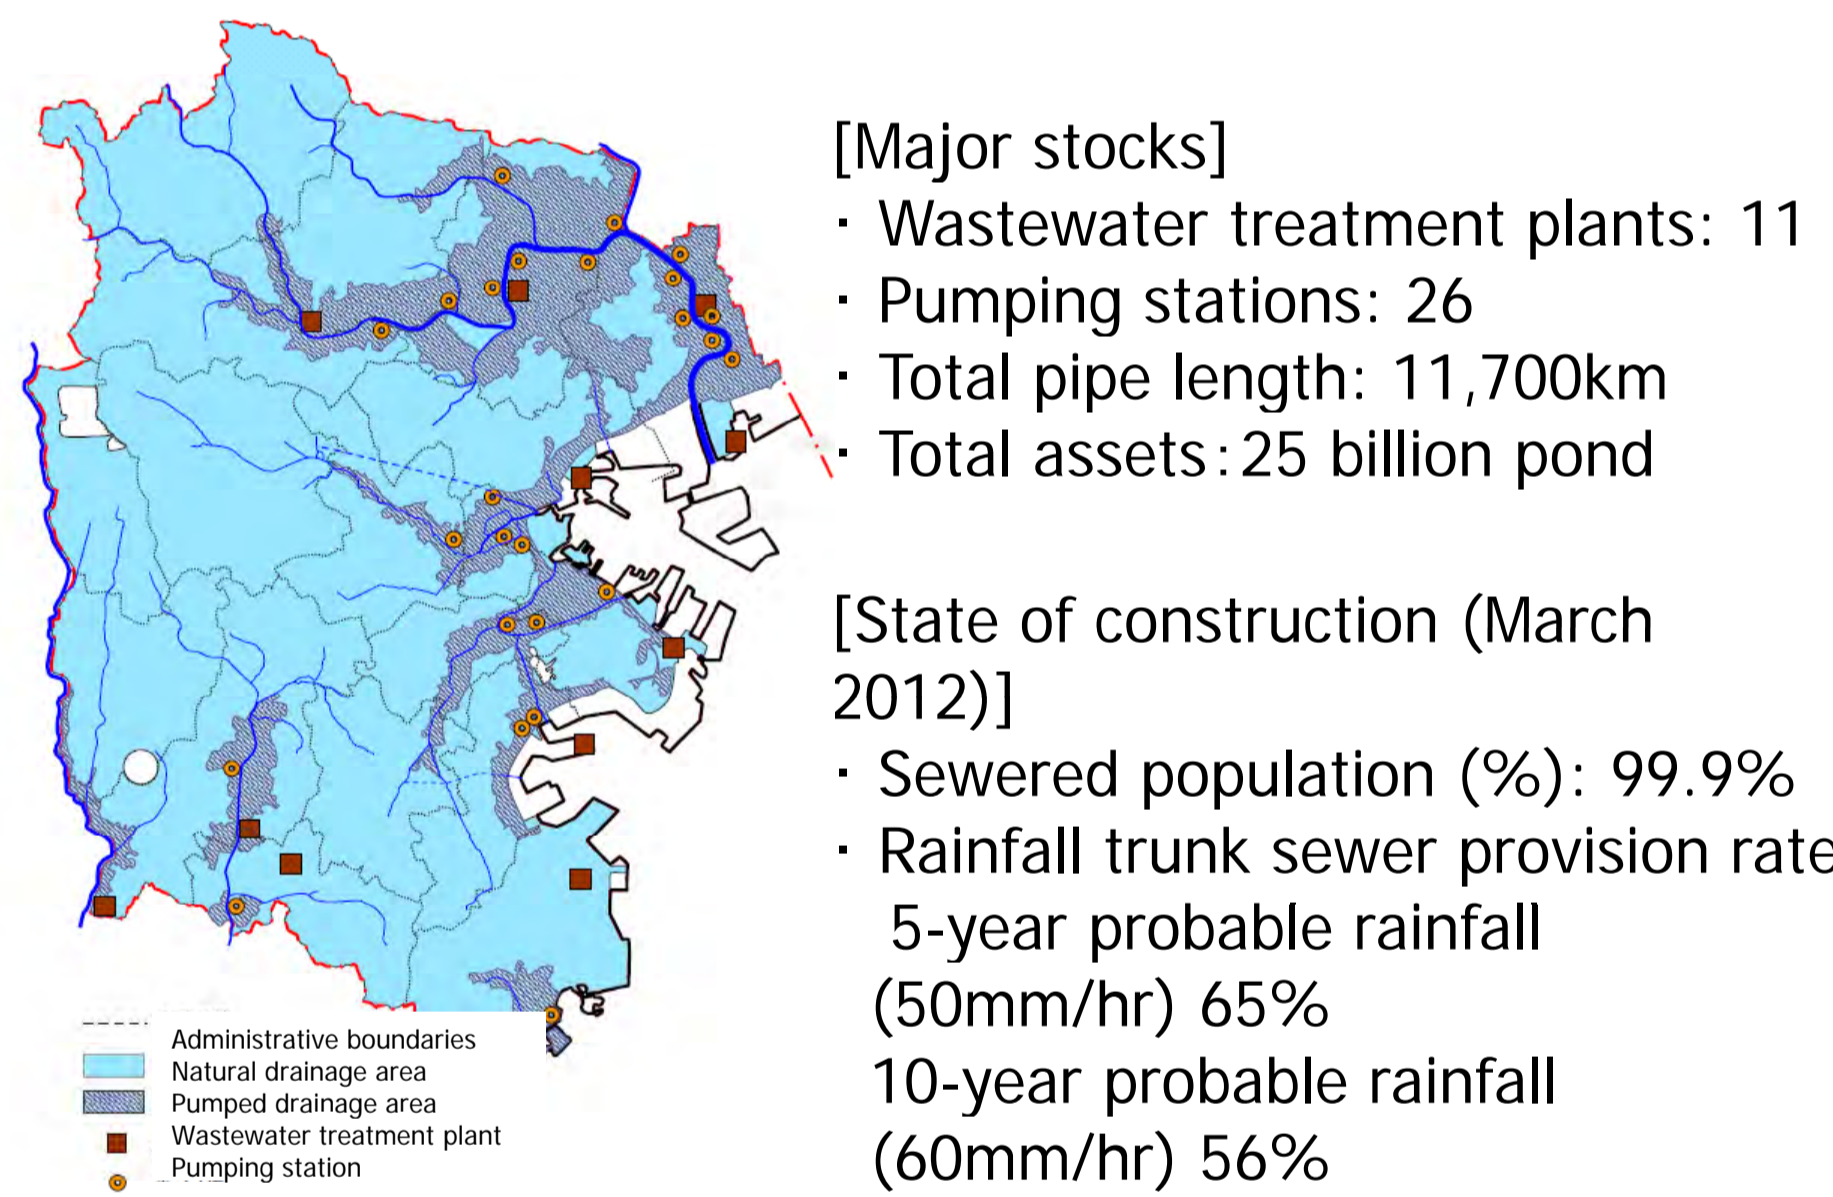 [Major stocks]
· Wastewater treatment plants: 11
· Pumping stations: 26
· Total pipe length: 11,700km
· Total assets: 25 billion pond
[State of construction (March
2012)]
· Sewered population (%): 99.9%
· Rainfall trunk sewer provision rate
5-year probable rainfall
(50mm/hr) 65%
10-year probable rainfall
(60mm/hr) 56%
Administrative boundaries
Natural drainage area
Pumped drainage area
Wastewater treatment plant
Pumping station